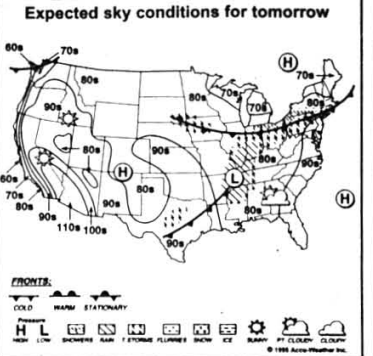 Expected sky conditions for tomorrow
60s 70s
H
80s 70s
70s 70s 80s
90s 80s
80s 90s 80s 90s
H
60s 80s L
70s 90s 80s H
80s 90s
110s 100s 90s
FRONTS:
COLD WARM STATIONARY
Pressure
H L
HIGH LOW SHOWERS RAIN T-STORMS FLURRIES SNOW ICE SUNNY PT CLOUDY CLOUDY
© 1995 Accu-Weather Inc.